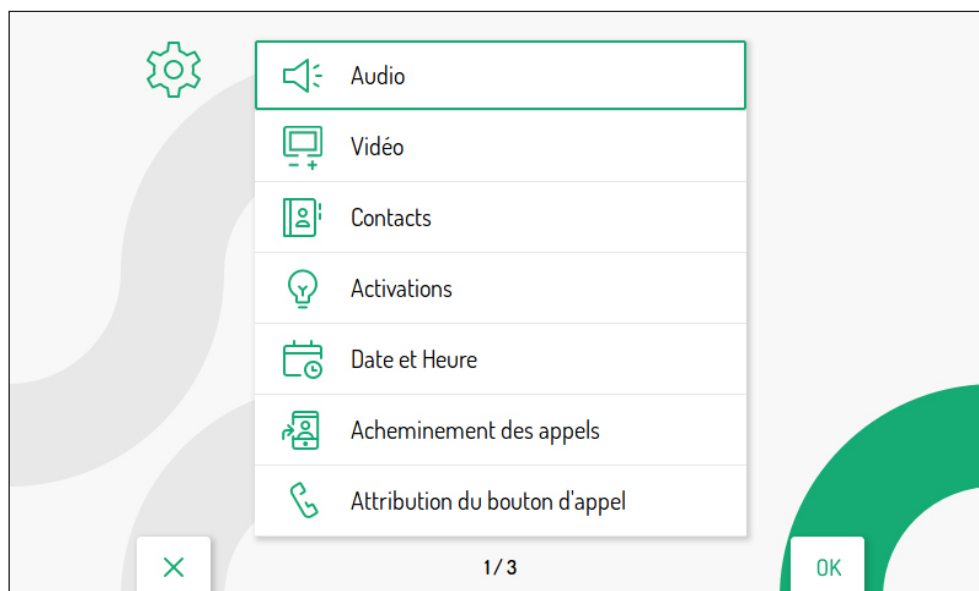 Audio
Vidéo
Contacts
Activations
Date et Heure
Acheminement des appels
Attribution du bouton d'appel
1 / 3
OK